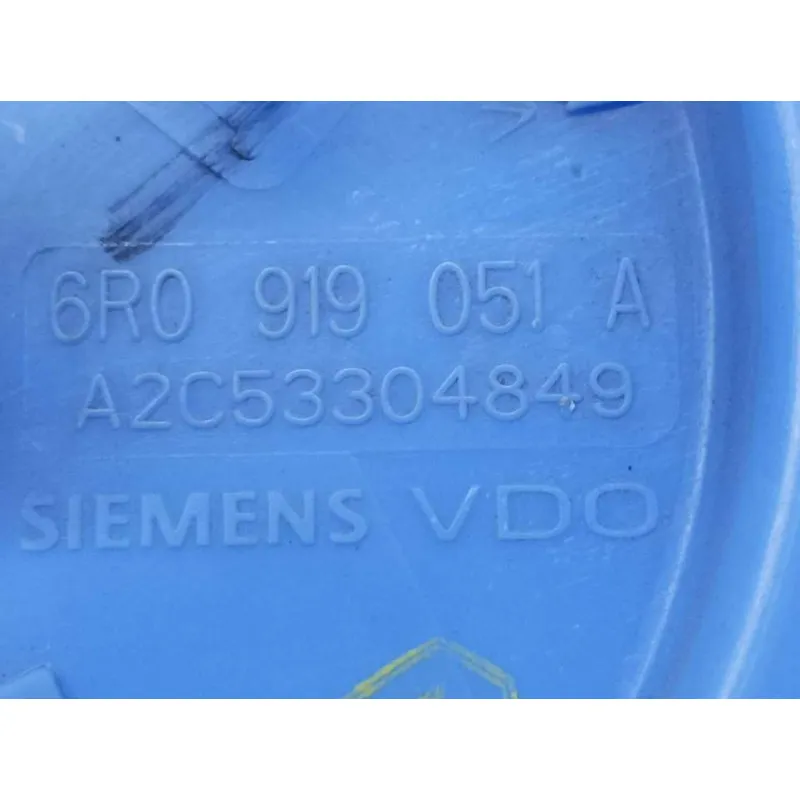 6R0 919 051 A
A2C53304849
SIEMENS VDO